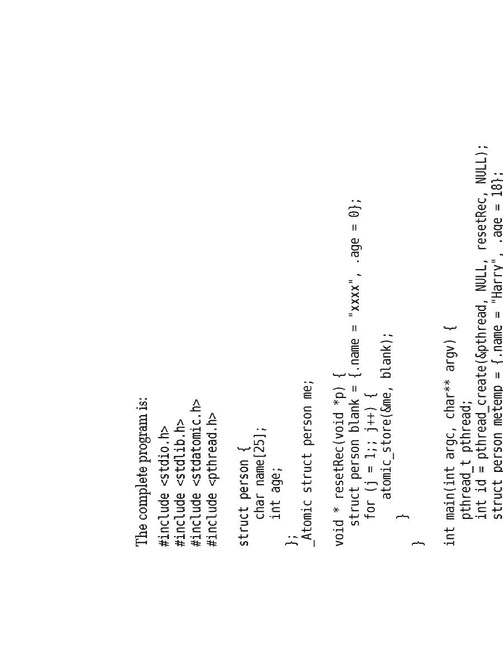 The complete program is:
#include <stdio.h>
#include <stdlib.h>
#include <stdatomic.h>
#include <pthread.h>
struct person {
char name[25];
int age;
};
_Atomic struct person me;
void * resetRec(void *p) {
struct person blank = {.name = "xxxx", .age = 0};
for (j = 1;; j++) {
atomic_store(&me, blank);
}
}
int main(int argc, char** argv) {
pthread_t pthread;
int id = pthread_create(&pthread, NULL, resetRec, NULL);
struct person metemp = {.name = "Harry", .age = 18};